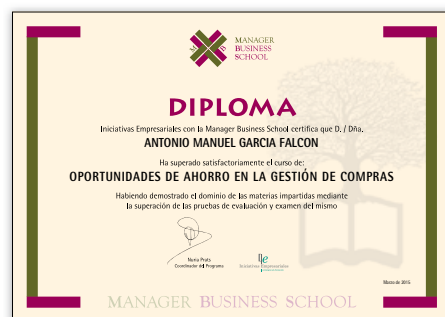 M B
MANAGER
BUSINESS
SCHOOL
DIPLOMA
Iniciativas Empresariales con la Manager Business School certifica que D. / Dña.
ANTONIO MANUEL GARCIA FALCON
Ha superado satisfactoriamente el curso de:
OPORTUNIDADES DE AHORRO EN LA GESTIÓN DE COMPRAS
Habiendo demostrado el dominio de las materias impartidas mediante
la superación de las pruebas de evaluación y examen del mismo
Nuria Prats
Coordinador del Programa
Iniciativas Empresariales
Marzo de 2015
MANAGER BUSINESS SCHOOL